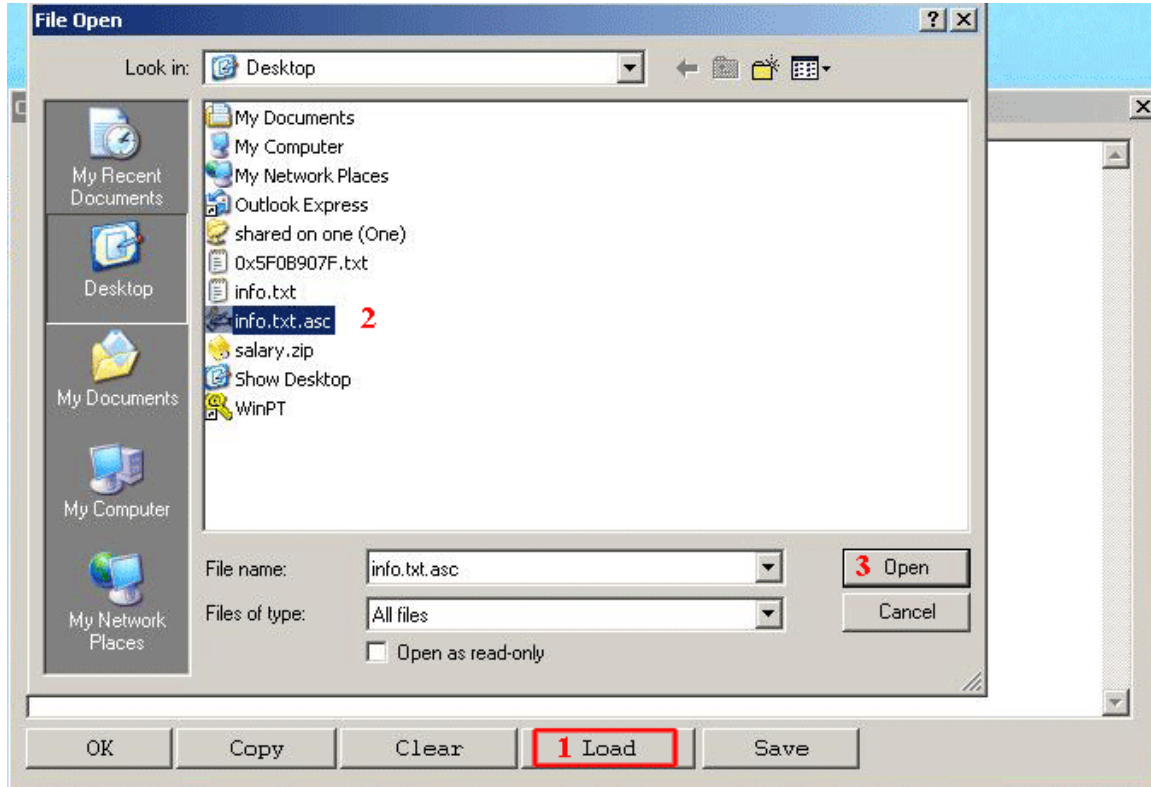 File Open
Look in:
Desktop
My Recent
Documents
Desktop
My Documents
My Computer
My Network
Places
My Documents
My Computer
My Network Places
Outlook Express
shared on one (One)
0x5F0B907F.txt
info.txt
info.txt.asc 2
salary.zip
Show Desktop
WinPT
File name:
info.txt.asc
3 Open
Files of type:
All files
Cancel
Open as read-only
OK
Copy
Clear
1 Load
Save